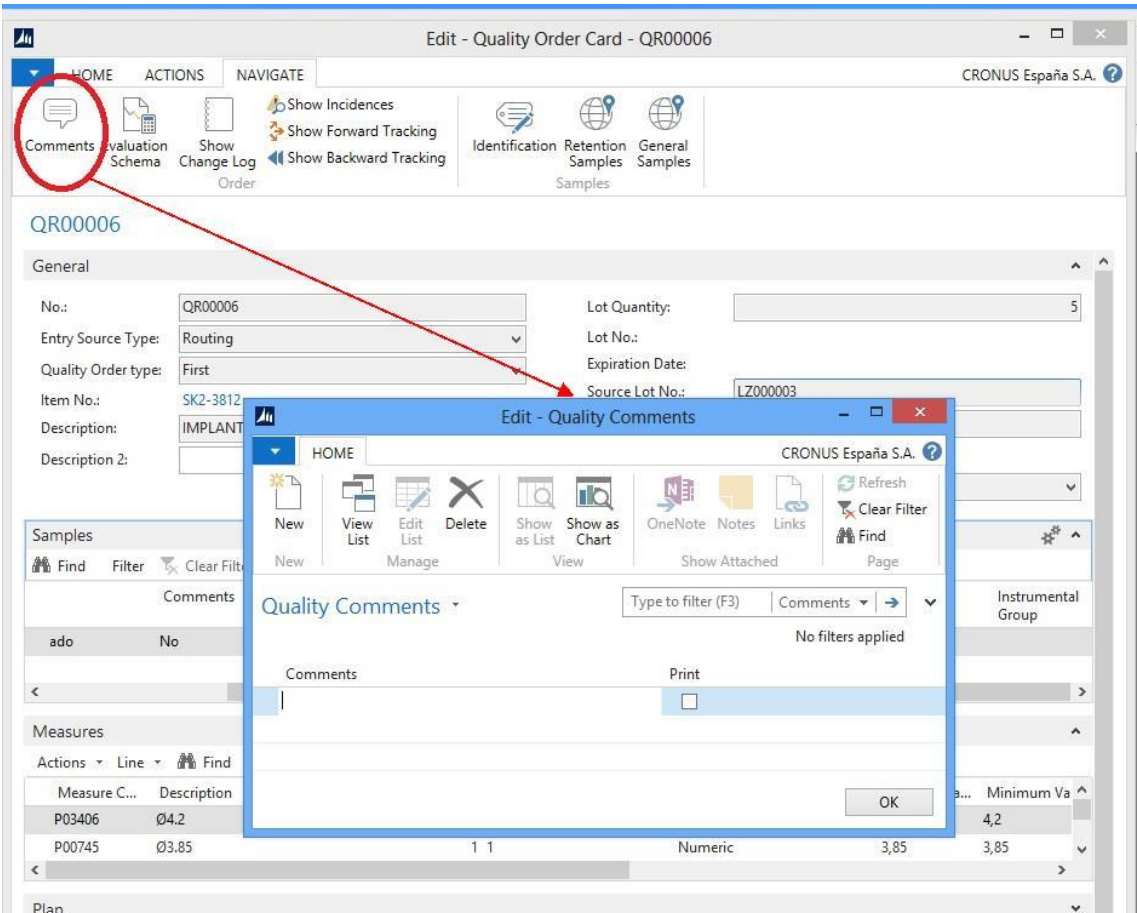 Edit - Quality Order Card - QR00006
HOME ACTIONS NAVIGATE CRONUS España S.A.
Comments
Evaluation Schema
Show Change Log
Show Incidences
Show Forward Tracking
Show Backward Tracking
Order
Identification
Retention Samples
General Samples
Samples
QR00006
General
No.: QR00006
Entry Source Type: Routing
Quality Order type: First
Item No.: SK2-3812
Description: IMPLANT
Description 2:
Lot Quantity: 5
Lot No.:
Expiration Date:
Source Lot No.: LZ000003
Samples
Find Filter Clear Filt
Comments Instrumental Group
ado No
Measures
Actions Line Find
Measure C... Description a... Minimum Va
P03406 Ø4.2 4,2
P00745 Ø3.85 1 1 Numeric 3,85 3,85
Plan
Edit - Quality Comments
HOME CRONUS España S.A.
New
View List
Edit List
Delete
Show as List
Show as Chart
OneNote
Notes
Links
Refresh
Clear Filter
Find
New Manage View Show Attached Page
Quality Comments
Type to filter (F3) Comments
No filters applied
Comments Print
OK